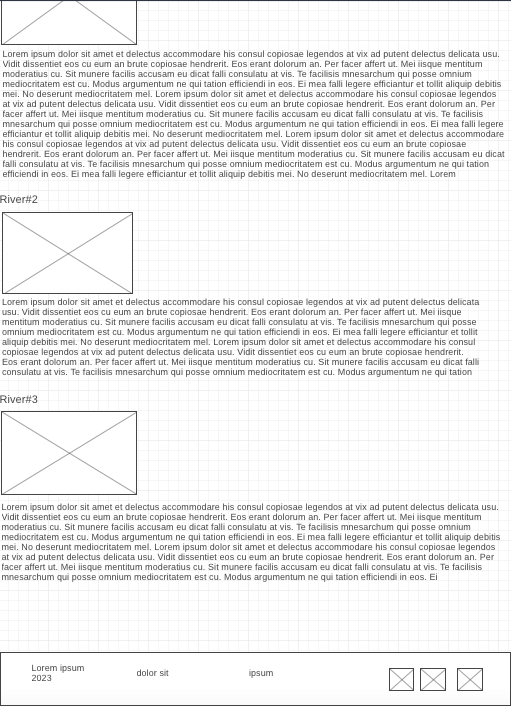 Lorem ipsum dolor sit amet et delectus accommodare his consul copiosae legendos at vix ad putent delectus delicata usu.
Vidit dissentiet eos cu eum an brute copiosae hendrerit. Eos erant dolorum an. Per facer affert ut. Mei iisque mentitum
moderatius cu. Sit munere facilis accusam eu dicat falli consulatu at vis. Te facilisis mnesarchum qui posse omnium
mediocritatem est cu. Modus argumentum ne qui tation efficiendi in eos. Ei mea falli legere efficiantur et tollit aliquip debitis
mei. No deserunt mediocritatem mel. Lorem ipsum dolor sit amet et delectus accommodare his consul copiosae legendos
at vix ad putent delectus delicata usu. Vidit dissentiet eos cu eum an brute copiosae hendrerit. Eos erant dolorum an. Per
facer affert ut. Mei iisque mentitum moderatius cu. Sit munere facilis accusam eu dicat falli consulatu at vis. Te facilisis
mnesarchum qui posse omnium mediocritatem est cu. Modus argumentum ne qui tation efficiendi in eos. Ei mea falli legere
efficiantur et tollit aliquip debitis mei. No deserunt mediocritatem mel. Lorem ipsum dolor sit amet et delectus accommodare
his consul copiosae legendos at vix ad putent delectus delicata usu. Vidit dissentiet eos cu eum an brute copiosae
hendrerit. Eos erant dolorum an. Per facer affert ut. Mei iisque mentitum moderatius cu. Sit munere facilis accusam eu dicat
falli consulatu at vis. Te facilisis mnesarchum qui posse omnium mediocritatem est cu. Modus argumentum ne qui tation
efficiendi in eos. Ei mea falli legere efficiantur et tollit aliquip debitis mei. No deserunt mediocritatem mel. Lorem
River#2
Lorem ipsum dolor sit amet et delectus accommodare his consul copiosae legendos at vix ad putent delectus delicata
usu. Vidit dissentiet eos cu eum an brute copiosae hendrerit. Eos erant dolorum an. Per facer affert ut. Mei iisque
mentitum moderatius cu. Sit munere facilis accusam eu dicat falli consulatu at vis. Te facilisis mnesarchum qui posse
omnium mediocritatem est cu. Modus argumentum ne qui tation efficiendi in eos. Ei mea falli legere efficiantur et tollit
aliquip debitis mei. No deserunt mediocritatem mel. Lorem ipsum dolor sit amet et delectus accommodare his consul
copiosae legendos at vix ad putent delectus delicata usu. Vidit dissentiet eos cu eum an brute copiosae hendrerit.
Eos erant dolorum an. Per facer affert ut. Mei iisque mentitum moderatius cu. Sit munere facilis accusam eu dicat falli
consulatu at vis. Te facilisis mnesarchum qui posse omnium mediocritatem est cu. Modus argumentum ne qui tation
River#3
Lorem ipsum dolor sit amet et delectus accommodare his consul copiosae legendos at vix ad putent delectus delicata usu.
Vidit dissentiet eos cu eum an brute copiosae hendrerit. Eos erant dolorum an. Per facer affert ut. Mei iisque mentitum
moderatius cu. Sit munere facilis accusam eu dicat falli consulatu at vis. Te facilisis mnesarchum qui posse omnium
mediocritatem est cu. Modus argumentum ne qui tation efficiendi in eos. Ei mea falli legere efficiantur et tollit aliquip debitis
mei. No deserunt mediocritatem mel. Lorem ipsum dolor sit amet et delectus accommodare his consul copiosae legendos
at vix ad putent delectus delicata usu. Vidit dissentiet eos cu eum an brute copiosae hendrerit. Eos erant dolorum an. Per
facer affert ut. Mei iisque mentitum moderatius cu. Sit munere facilis accusam eu dicat falli consulatu at vis. Te facilisis
mnesarchum qui posse omnium mediocritatem est cu. Modus argumentum ne qui tation efficiendi in eos. Ei
Lorem ipsum
2023
dolor sit
ipsum